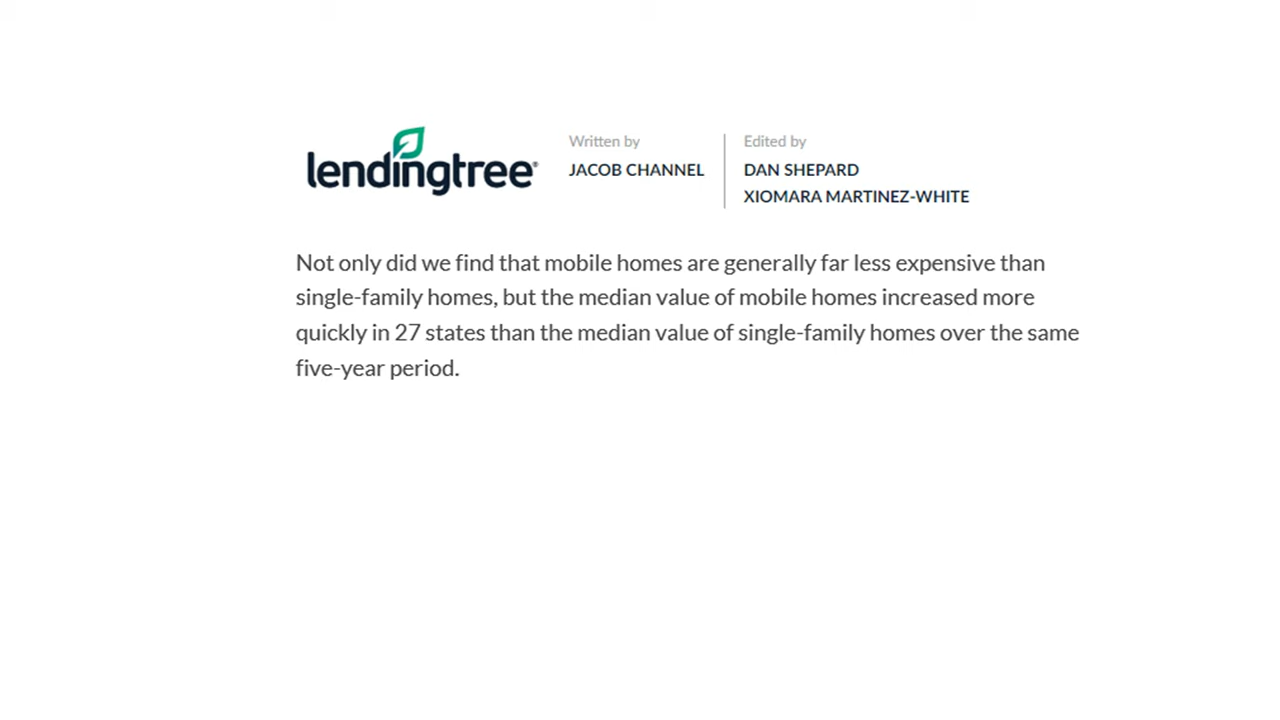 lendingtree®
Written by
JACOB CHANNEL
Edited by
DAN SHEPARD
XIOMARA MARTINEZ-WHITE
Not only did we find that mobile homes are generally far less expensive than
single-family homes, but the median value of mobile homes increased more
quickly in 27 states than the median value of single-family homes over the same
five-year period.